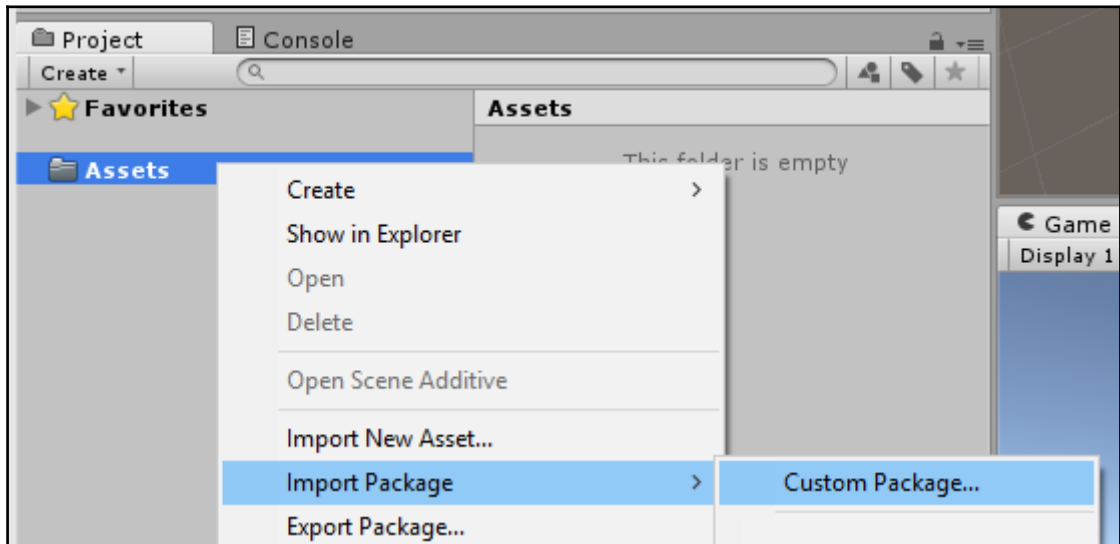 Project
Console
Create
Favorites
Assets
Assets
This folder is empty
Create
Show in Explorer
Open
Delete
Open Scene Additive
Import New Asset...
Import Package
Custom Package...
Export Package...
Game
Display 1